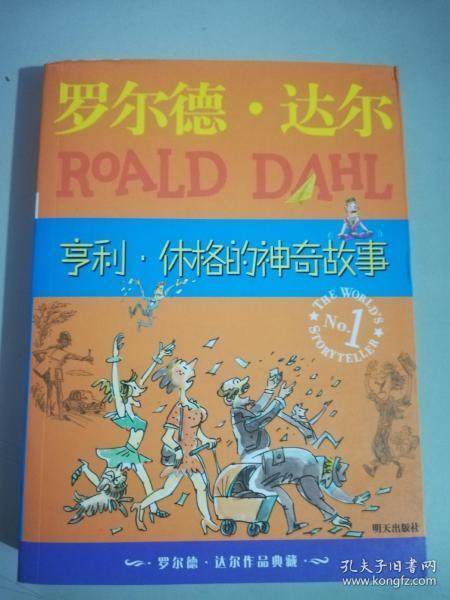 罗尔德·达尔
ROALD DAHL
亨利·休格的神奇故事
THE WORLD'S
No.1
STORYTELLER
明天出版社
罗尔德·达尔作品典藏
孔夫子旧书网
www.kongfz.com